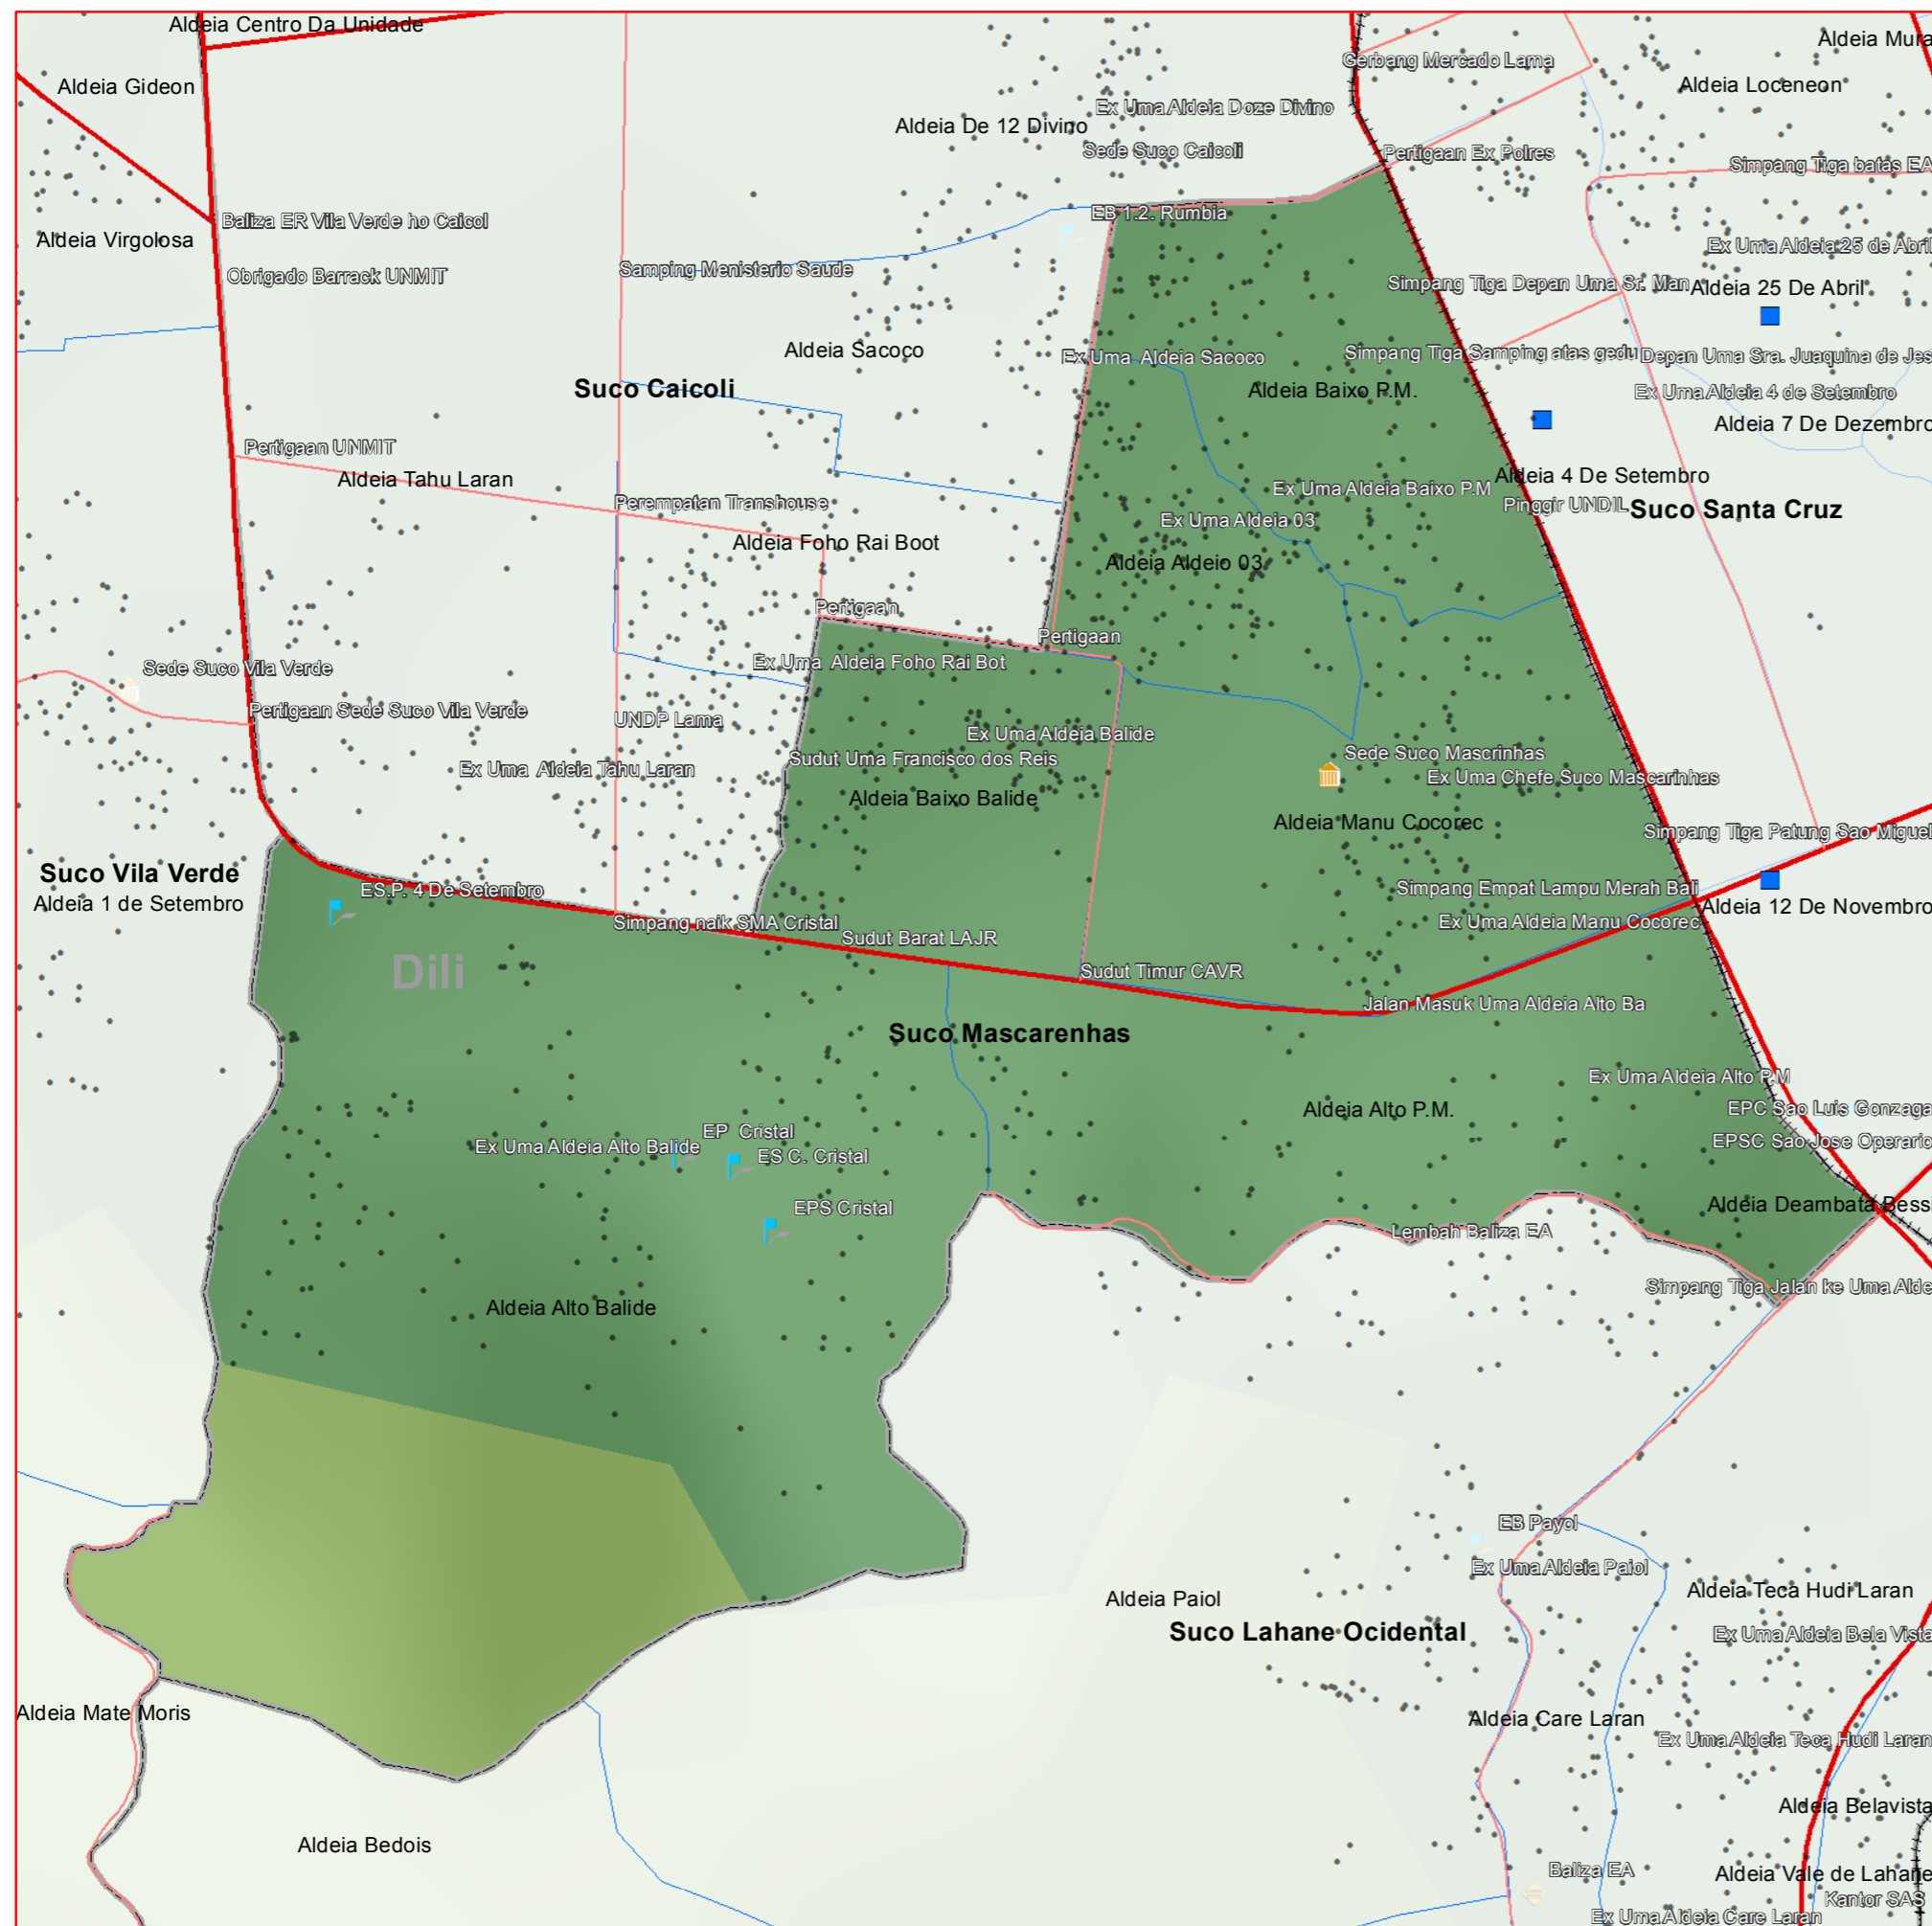 Aldeia Centro Da Unidade
Aldeia Mura
Gerbang Mercado Lama
Aldeia Gideon
Aldeia Loceneon
Ex Uma Aldeia Doze Divino
Aldeia De 12 Divino
Sede Suco Caicoli
Pertigaan Ex Polres
Simpang Tiga batas EA
EB 1.2. Rumbia
Baliza ER Vila Verde ho Caicol
Aldeia Virgolosa
Ex Uma Aldeia 25 de Abril
Samping Menisterio Saude
Obrigado Barrack UNMIT
Simpang Tiga Depan Uma Sr. Man
Aldeia 25 De Abril
Aldeia Sacoco
Ex Uma Aldeia Sacoco
Simpang Tiga Samping atas gedu
Depan Uma Sra. Juaquina de Jes
Suco Caicoli
Aldeia Baixo P.M.
Ex Uma Aldeia 4 de Setembro
Aldeia 7 De Dezembro
Pertigaan UNMIT
Aldeia Tahu Laran
Aldeia 4 De Setembro
Ex Uma Aldeia Baixo P.M
Perempatan Transhouse
Pinggir UNDIL
Suco Santa Cruz
Ex Uma Aldeia 03
Aldeia Foho Rai Boot
Aldeia Aldeio 03
Pertigaan
Pertigaan
Ex Uma Aldeia Foho Rai Bot
Sede Suco Vila Verde
Pertigaan Sede Suco Vila Verde
UNDP Lama
Ex Uma Aldeia Balide
Sudut Uma Francisco dos Reis
Sede Suco Mascrinhas
Ex Uma Aldeia Tahu Laran
Ex Uma Chefe Suco Mascarinhas
Aldeia Baixo Balide
Aldeia Manu Cocorec
Simpang Tiga Patung Sao Miguel
Suco Vila Verde
Aldeia 1 de Setembro
ES.P. 4 De Setembro
Simpang Empat Lampu Merah Bali
Aldeia 12 De Novembro
Simpang naik SMA Cristal
Ex Uma Aldeia Manu Cocorec
Sudut Barat LAJR
Dili
Sudut Timur CAVR
Jalan Masuk Uma Aldeia Alto Ba
Suco Mascarenhas
Ex Uma Aldeia Alto P.M
Aldeia Alto P.M.
EPC Sao Luis Gonzaga
EP Cristal
EPSC Sao Jose Operario
Ex Uma Aldeia Alto Balide
ES C. Cristal
EPS Cristal
Aldeia Deambata Bessi
Lembah Baliza EA
Simpang Tiga Jalan ke Uma Alde
Aldeia Alto Balide
EB Payol
Ex Uma Aldeia Paiol
Aldeia Teca Hudi Laran
Aldeia Paiol
Suco Lahane Ocidental
Ex Uma Aldeia Bela Vista
Aldeia Mate Moris
Aldeia Care Laran
Ex Uma Aldeia Teca Hudi Laran
Aldeia Belavista
Aldeia Bedois
Baliza EA
Aldeia Vale de Lahane
Kantor SAS
Ex Uma Aldeia Care Laran